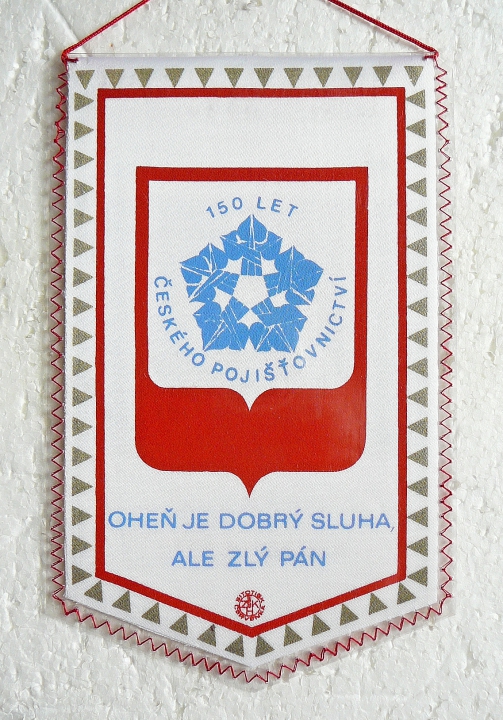 150 LET
ČESKÉHO POJIŠŤOVNICTVÍ
OHEŇ JE DOBRÝ SLUHA,
ALE ZLÝ PÁN